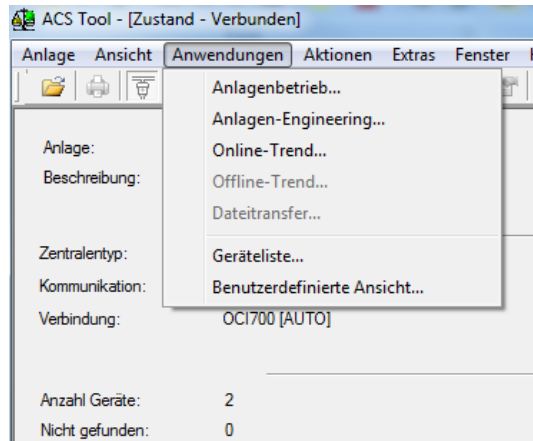 ACS Tool - [Zustand - Verbunden]
Anlage Ansicht Anwendungen Aktionen Extras Fenster
Anlagenbetrieb...
Anlagen-Engineering...
Anlage:
Online-Trend...
Beschreibung:
Offline-Trend...
Dateitransfer...
Zentralentyp:
Geräteliste...
Kommunikation:
Benutzerdefinierte Ansicht...
Verbindung: OCI700 [AUTO]
Anzahl Geräte: 2
Nicht gefunden: 0